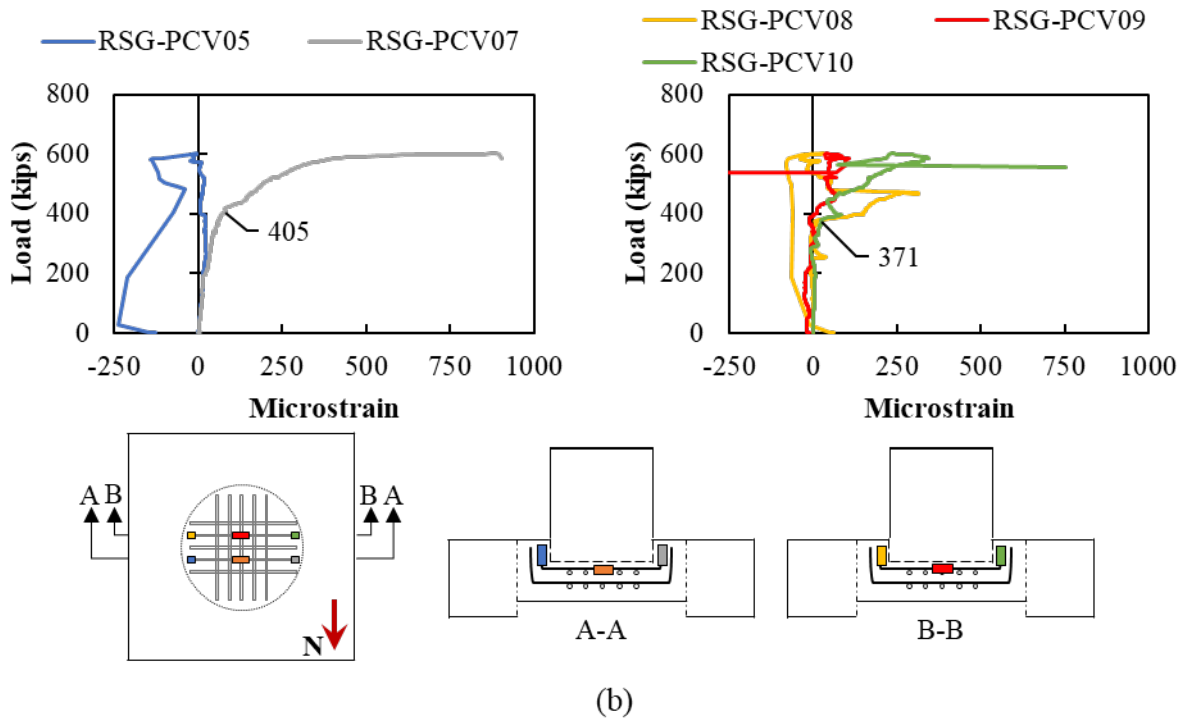 RSG-PCV05 RSG-PCV07
800
600
400
200
0
Load (kips)
405
-250 0 250 500 750 1000
Microstrain
RSG-PCV08 RSG-PCV09
RSG-PCV10
800
600
400
200
0
Load (kips)
371
-250 0 250 500 750 1000
Microstrain
A B B A
N
A-A
B-B
(b)